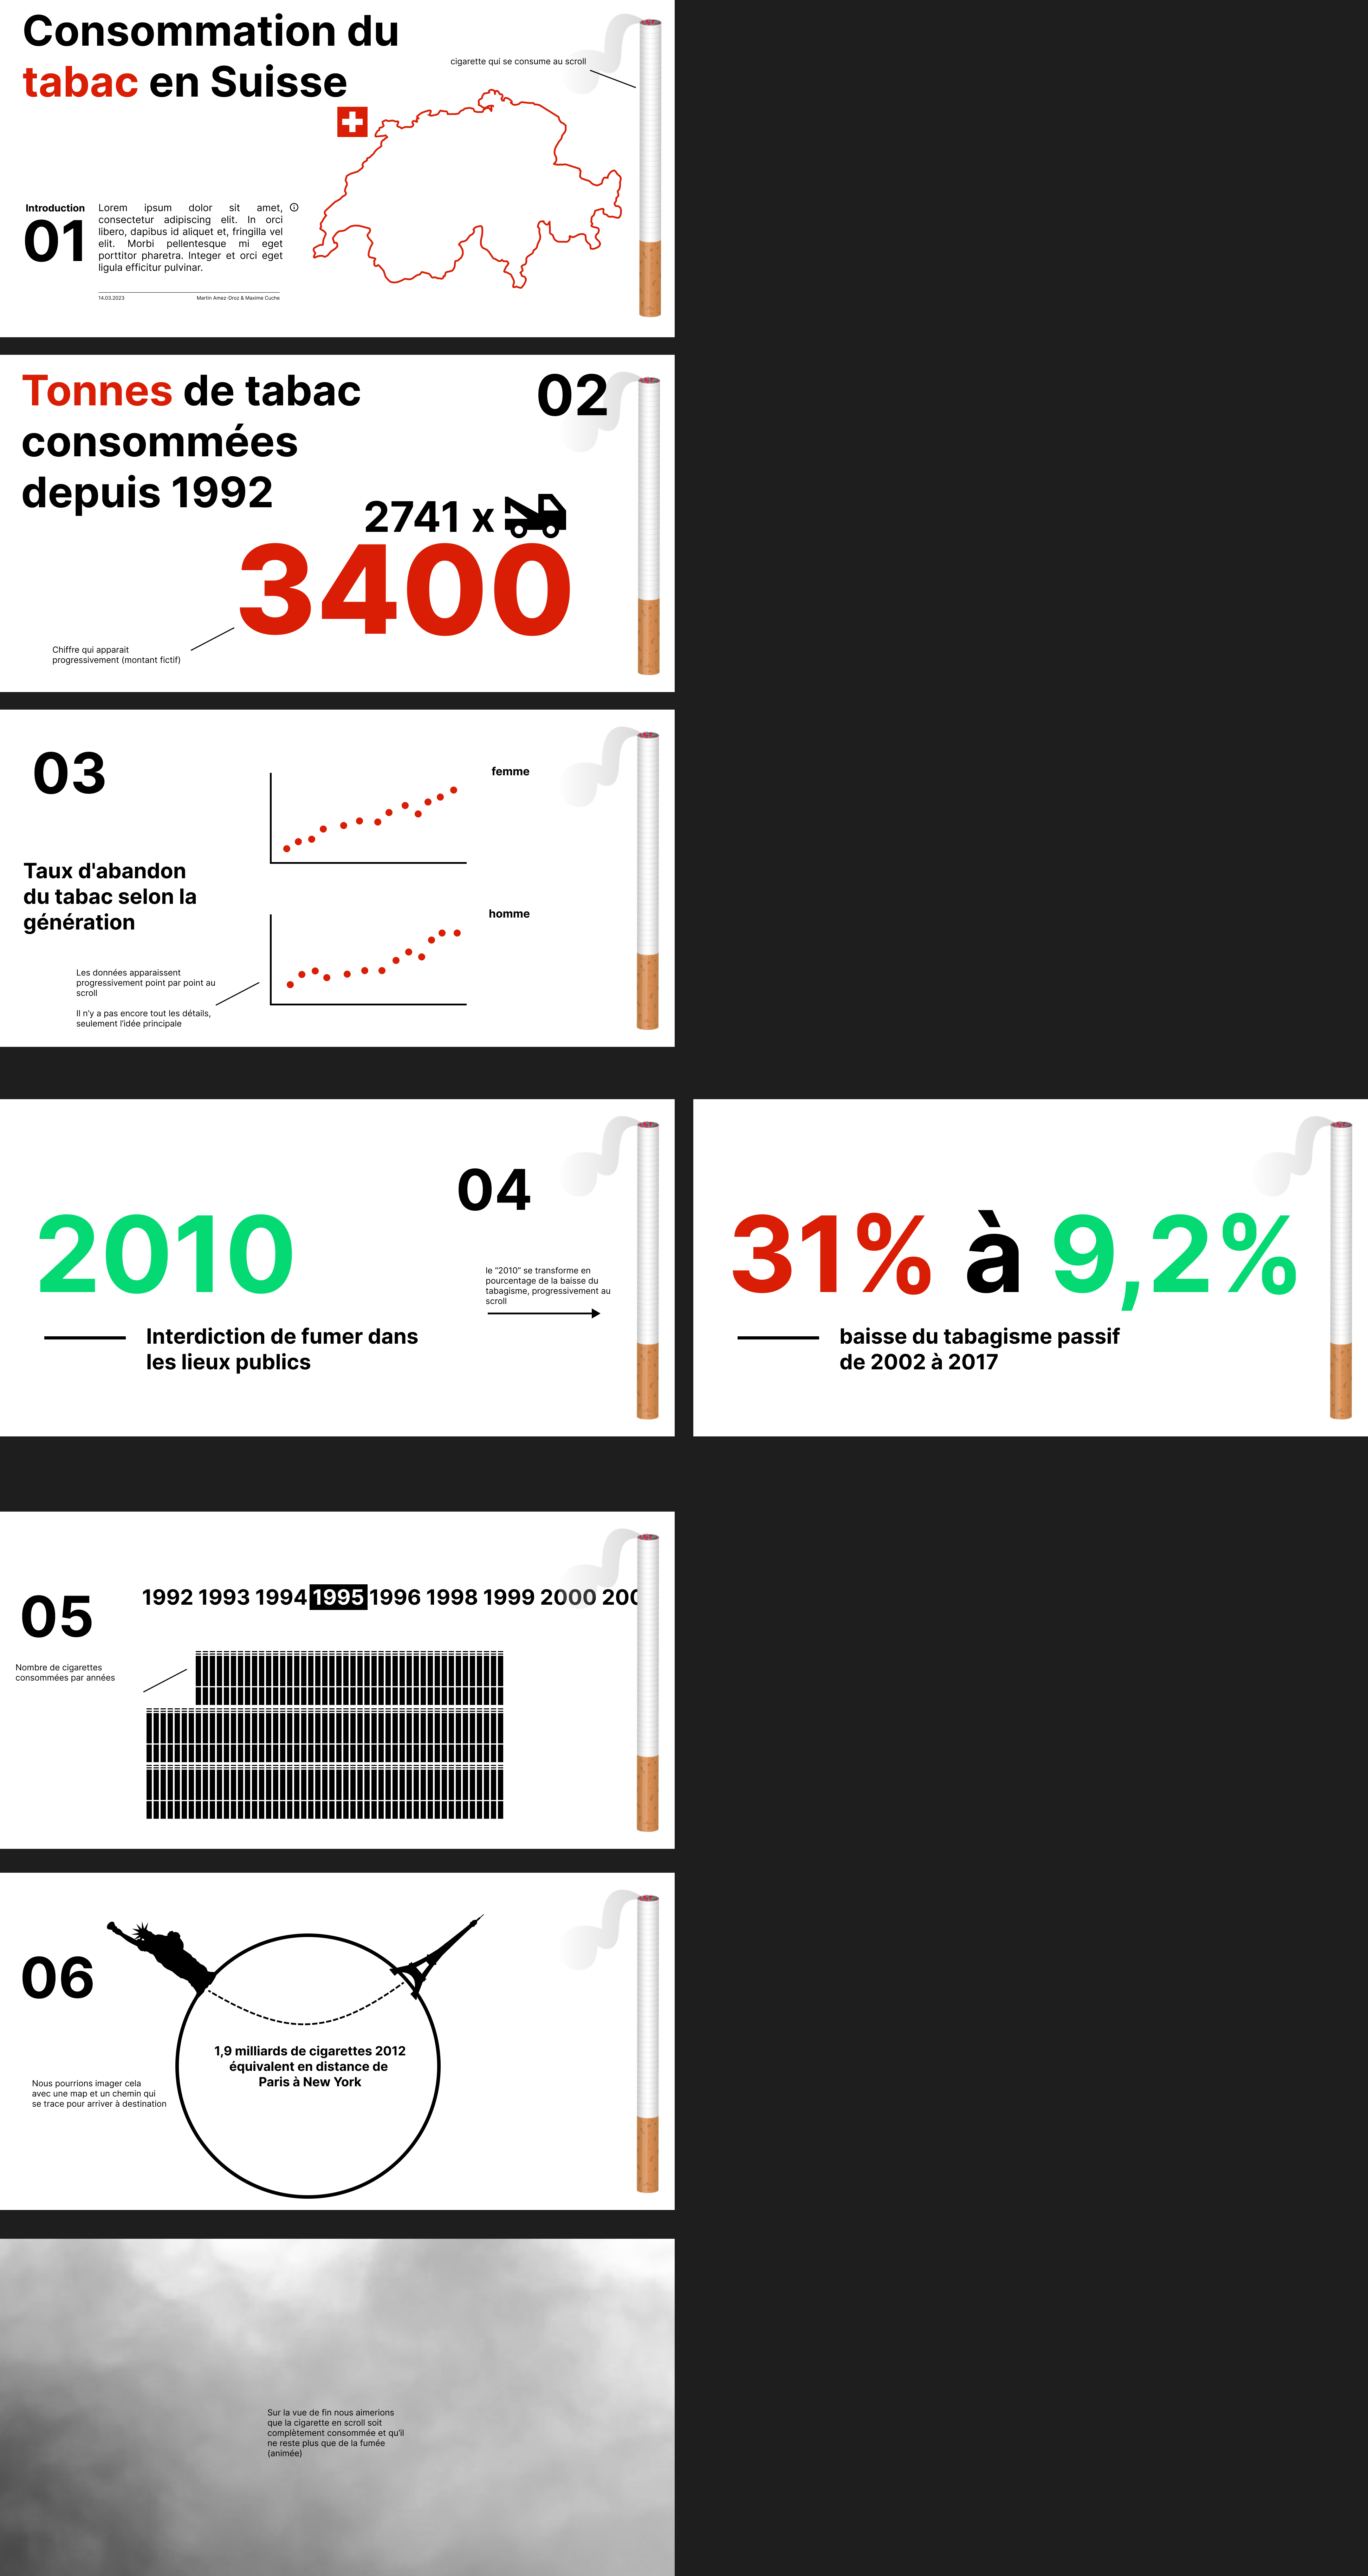 Consommation du
tabac en Suisse
cigarette qui se consume au scroll
Introduction
01
Lorem ipsum dolor sit amet,
consectetur adipiscing elit. In orci
libero, dapibus id aliquet et, fringilla vel
elit. Morbi pellentesque mi eget
porttitor pharetra. Integer et orci eget
ligula efficitur pulvinar.
14.03.2023
Martin Amez-Droz & Maxime Cuche
Tonnes de tabac
consommées
depuis 1992
02
2741 x
3400
Chiffre qui apparait
progressivement (montant fictif)
03
femme
Taux d'abandon
du tabac selon la
génération
homme
Les données apparaissent
progressivement point par point au
scroll
Il n'y a pas encore tout les détails,
seulement l'idée principale
04
2010
le "2010" se transforme en
pourcentage de la baisse du
tabagisme, progressivement au
scroll
Interdiction de fumer dans
les lieux publics
31% à 9,2%
baisse du tabagisme passif
de 2002 à 2017
05
1992 1993 1994 1995 1996 1998 1999 2000 200
Nombre de cigarettes
consommées par années
06
1,9 milliards de cigarettes 2012
équivalent en distance de
Paris à New York
Nous pourrions imager cela
avec une map et un chemin qui
se trace pour arriver à destination
Sur la vue de fin nous aimerions
que la cigarette en scroll soit
complètement consommée et qu'il
ne reste plus que de la fumée
(animée)